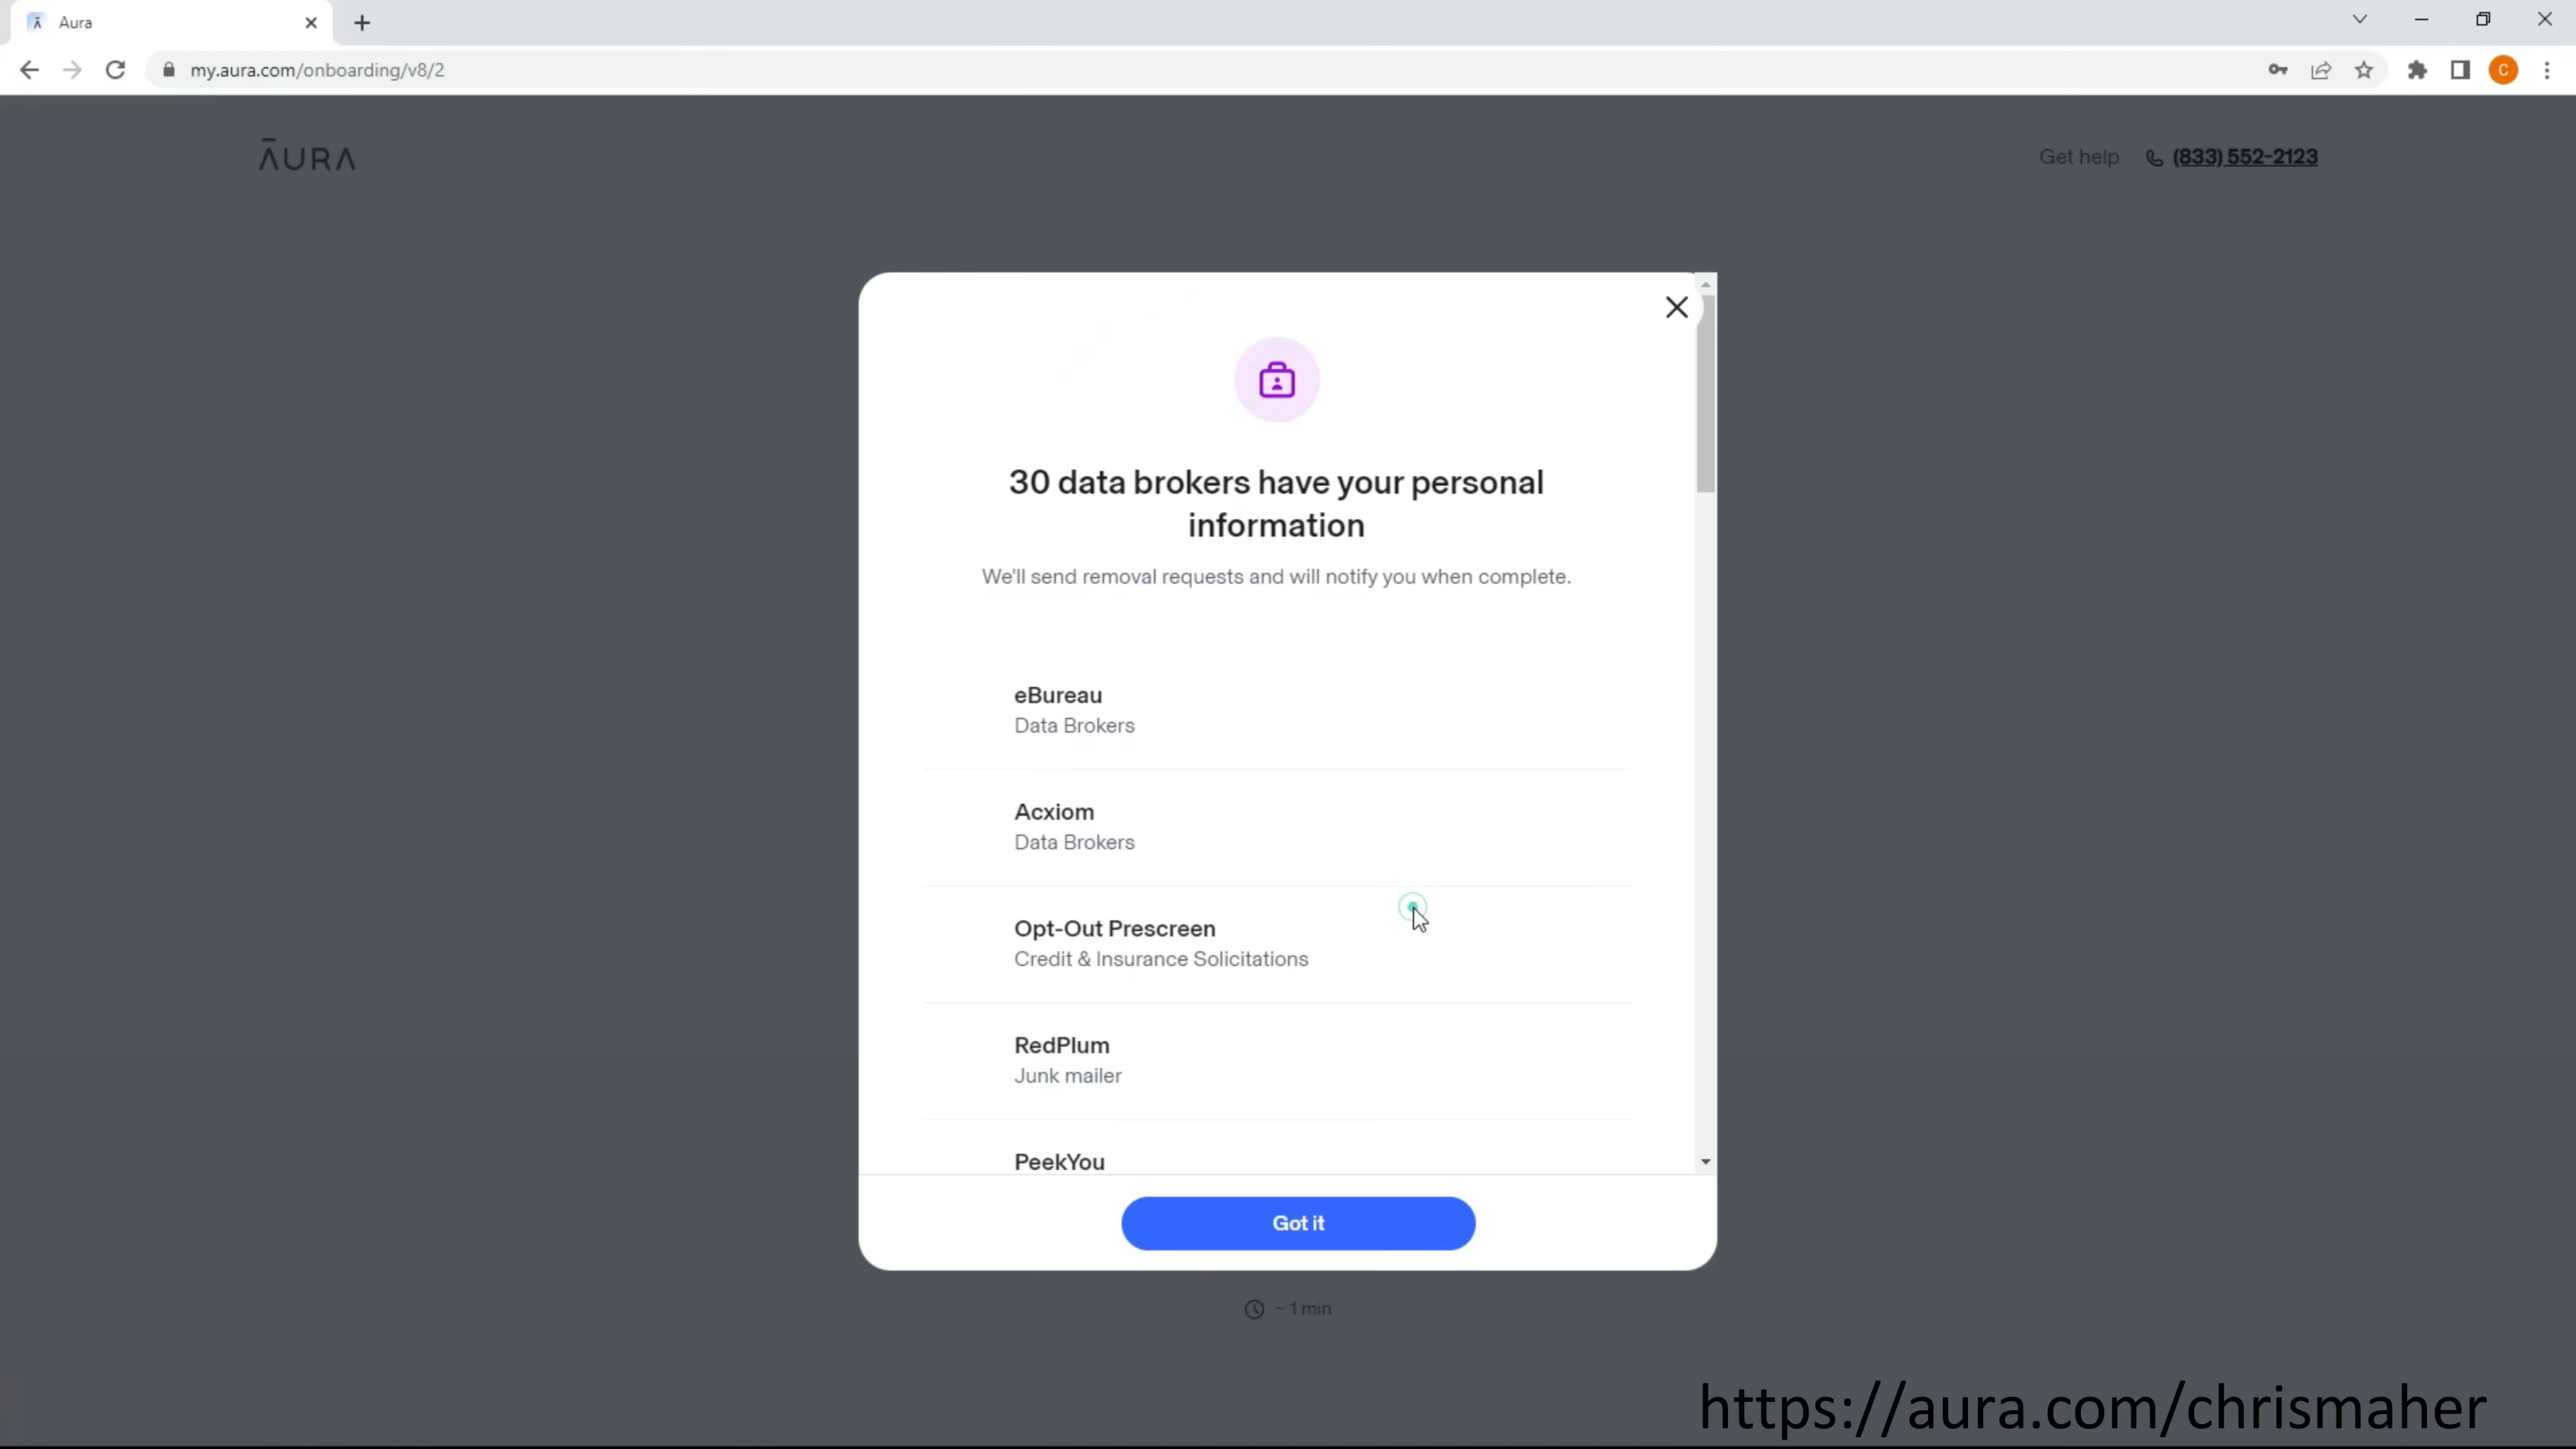 Aura
my.aura.com/onboarding/v8/2
C
ĀURA
Get help (833) 552-2123
30 data brokers have your personal
information
We'll send removal requests and will notify you when complete.
eBureau
Data Brokers
Acxiom
Data Brokers
Opt-Out Prescreen
Credit & Insurance Solicitations
RedPlum
Junk mailer
PeekYou
Got it
~ 1 min
https://aura.com/chrismaher